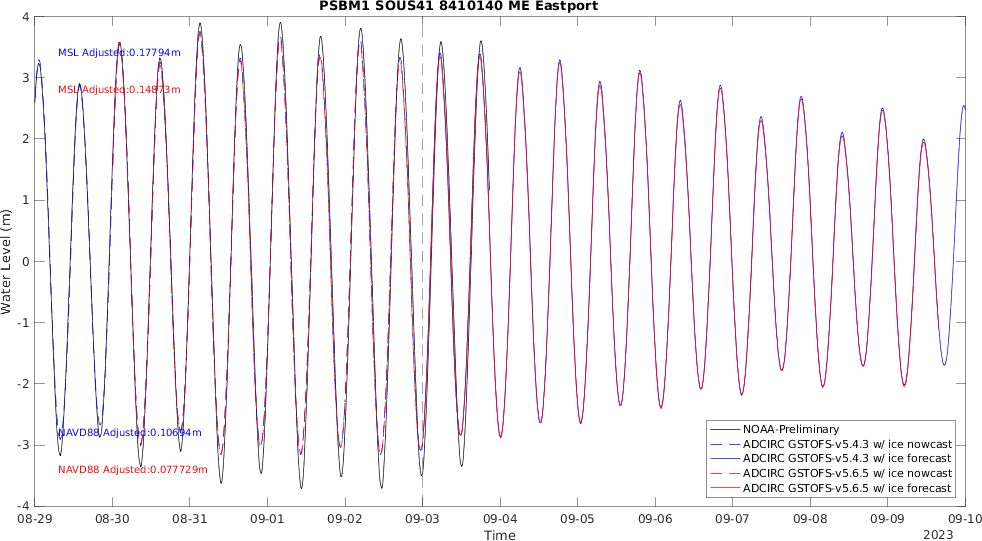 PSBM1 SOUS41 8410140 ME Eastport
4
3
2
1
0
-1
-2
-3
-4
Water Level (m)
MSL Adjusted:0.17794m
MSL Adjusted:0.14873m
NAVD88 Adjusted:0.10694m
NAVD88 Adjusted:0.077729m
NOAA-Preliminary
ADCIRC GSTOFS-v5.4.3 w/ ice nowcast
ADCIRC GSTOFS-v5.4.3 w/ ice forecast
ADCIRC GSTOFS-v5.6.5 w/ ice nowcast
ADCIRC GSTOFS-v5.6.5 w/ ice forecast
08-29 08-30 08-31 09-01 09-02 09-03 09-04 09-05 09-06 09-07 09-08 09-09 09-10
Time
2023